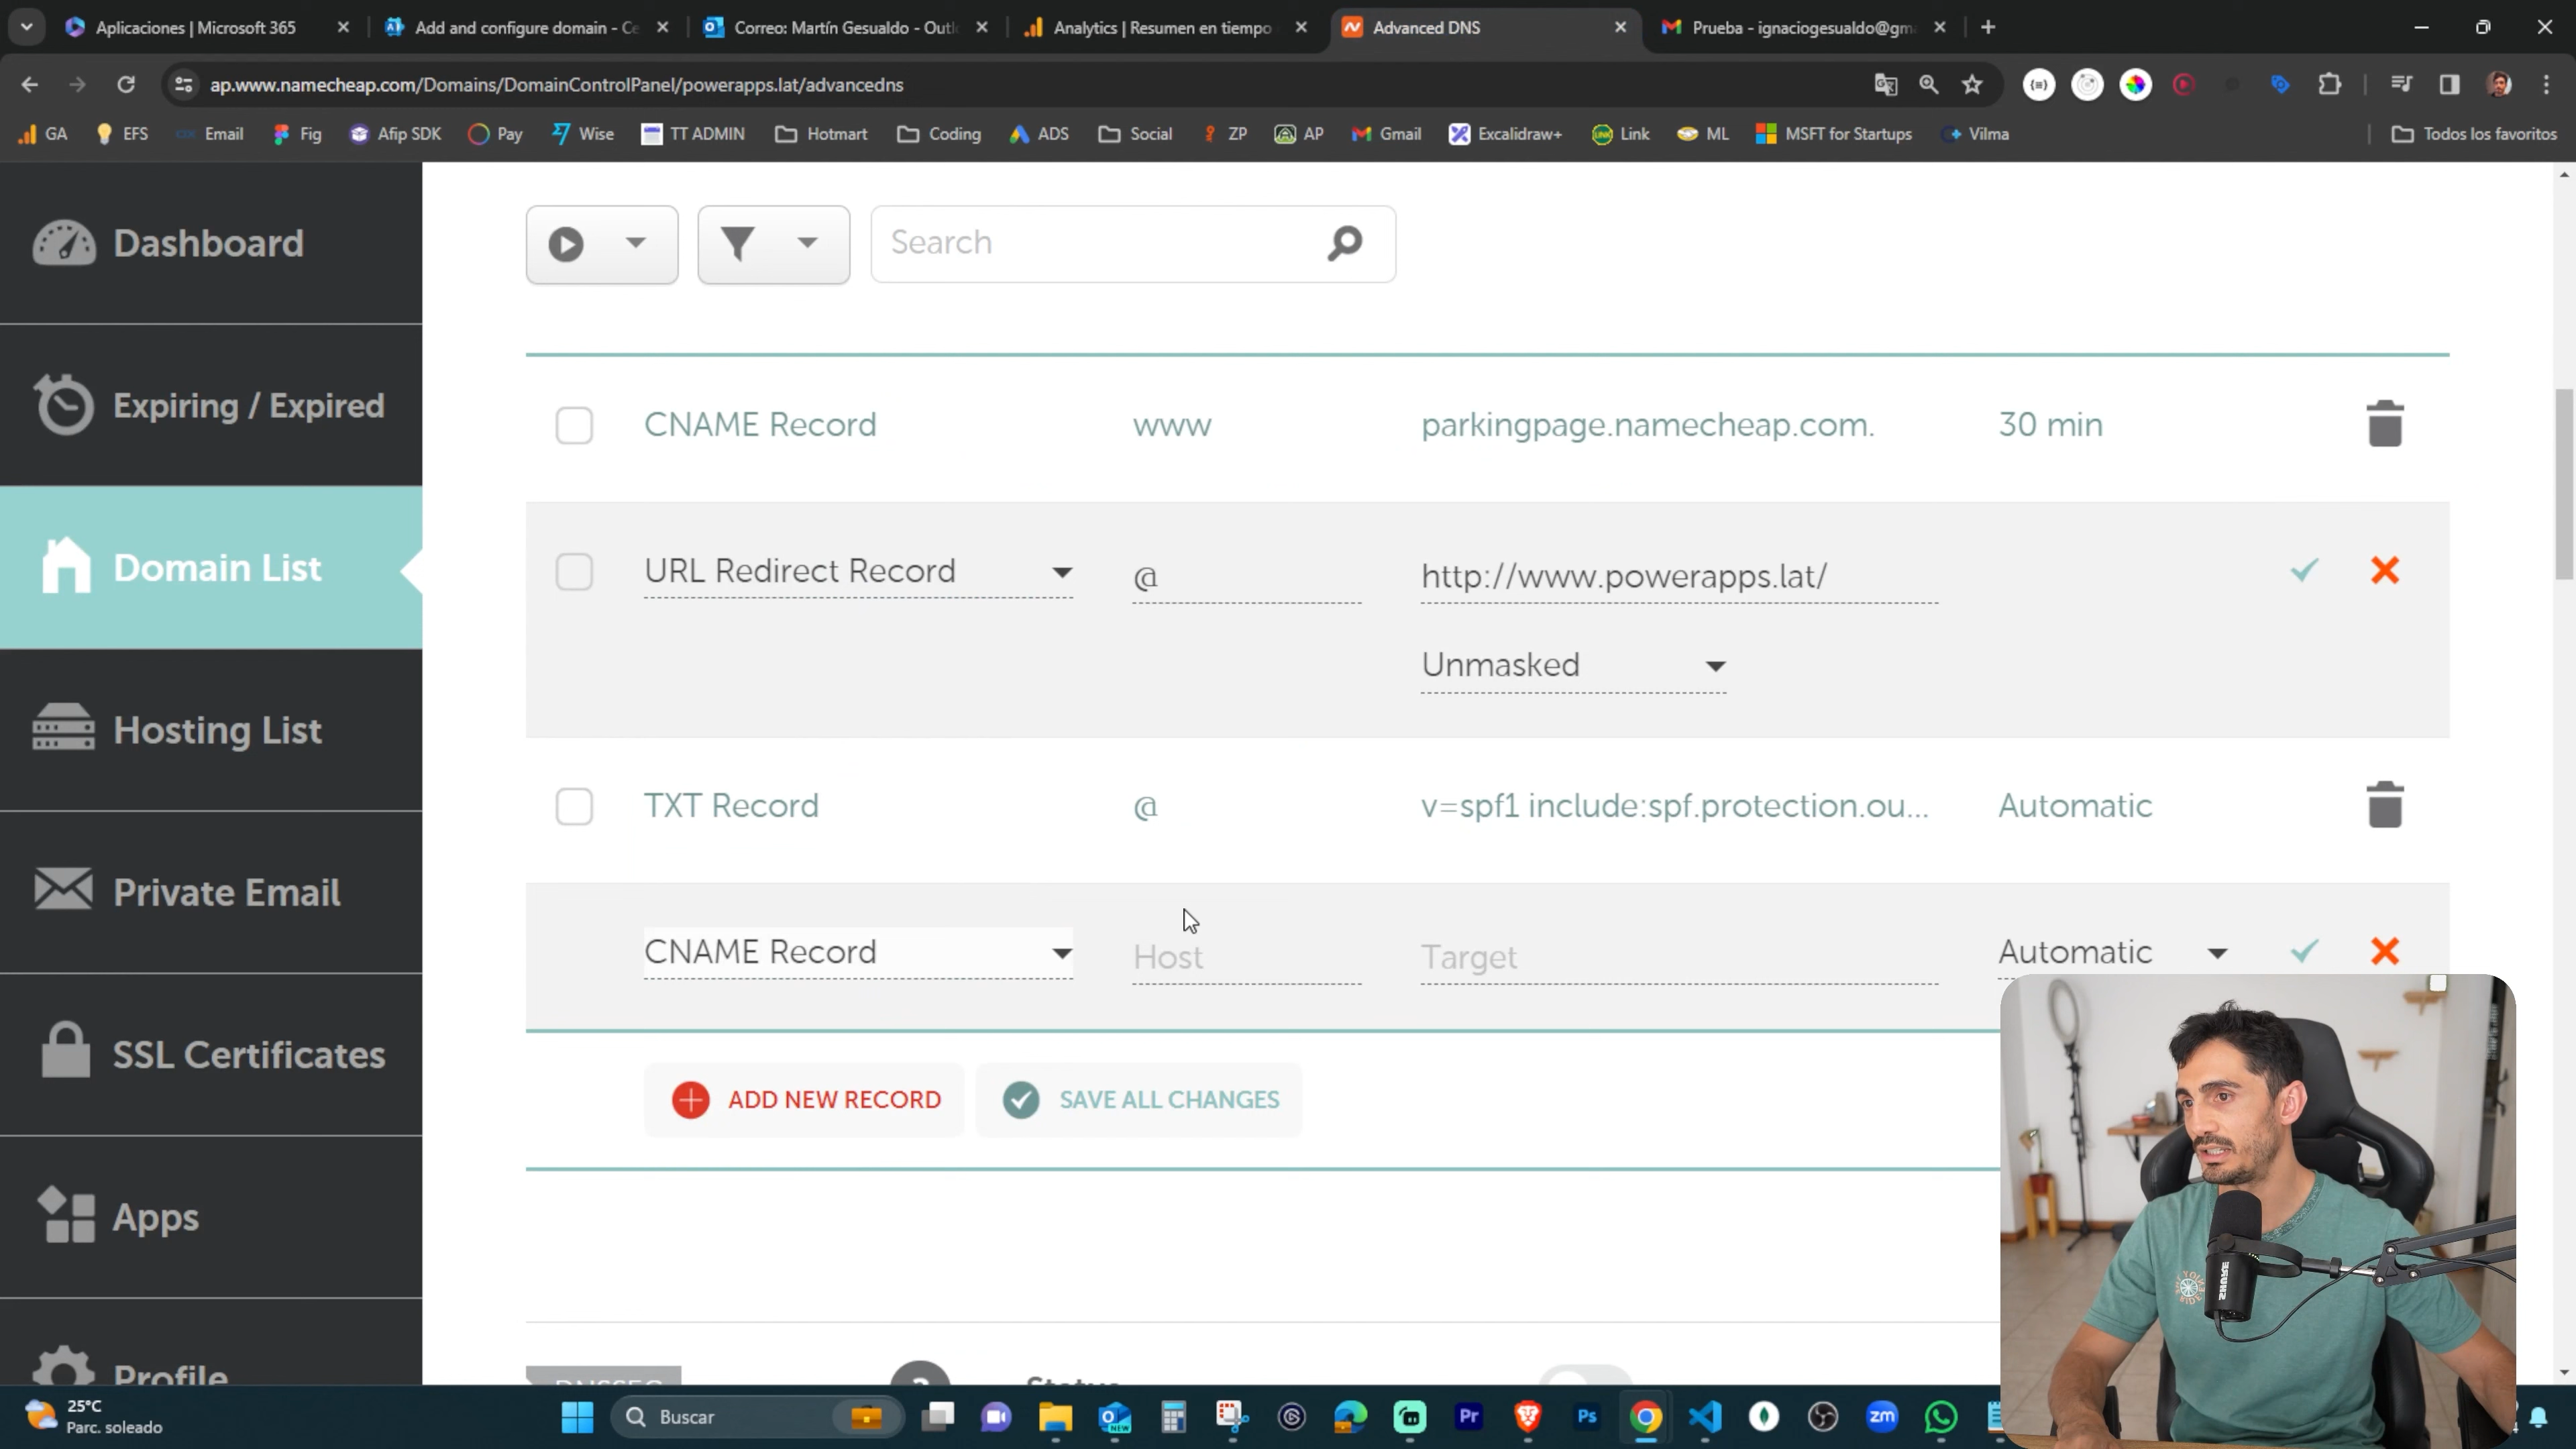 Aplicaciones | Microsoft 365
Add and configure domain - Ce
Correo: Martín Gesualdo - Outl
Analytics | Resumen en tiempo
Advanced DNS
Prueba - ignaciogesualdo@gm
ap.www.namecheap.com/Domains/DomainControlPanel/powerapps.lat/advancedns
GA EFS Email Fig Afip SDK Pay Wise TT ADMIN Hotmart Coding ADS Social ZP AP Gmail Excalidraw+ Link ML MSFT for Startups Vilma Todos los favoritos
Dashboard
Expiring / Expired
Domain List
Hosting List
Private Email
SSL Certificates
Apps
Profile
Search
CNAME Record www parkingpage.namecheap.com. 30 min
URL Redirect Record @ http://www.powerapps.lat/
Unmasked
TXT Record @ v=spf1 include:spf.protection.ou... Automatic
CNAME Record Host Target Automatic
ADD NEW RECORD SAVE ALL CHANGES
DNSSEC Status
25°C
Parc. soleado
Buscar
NEW
Pr
Ps
zm
SHURE